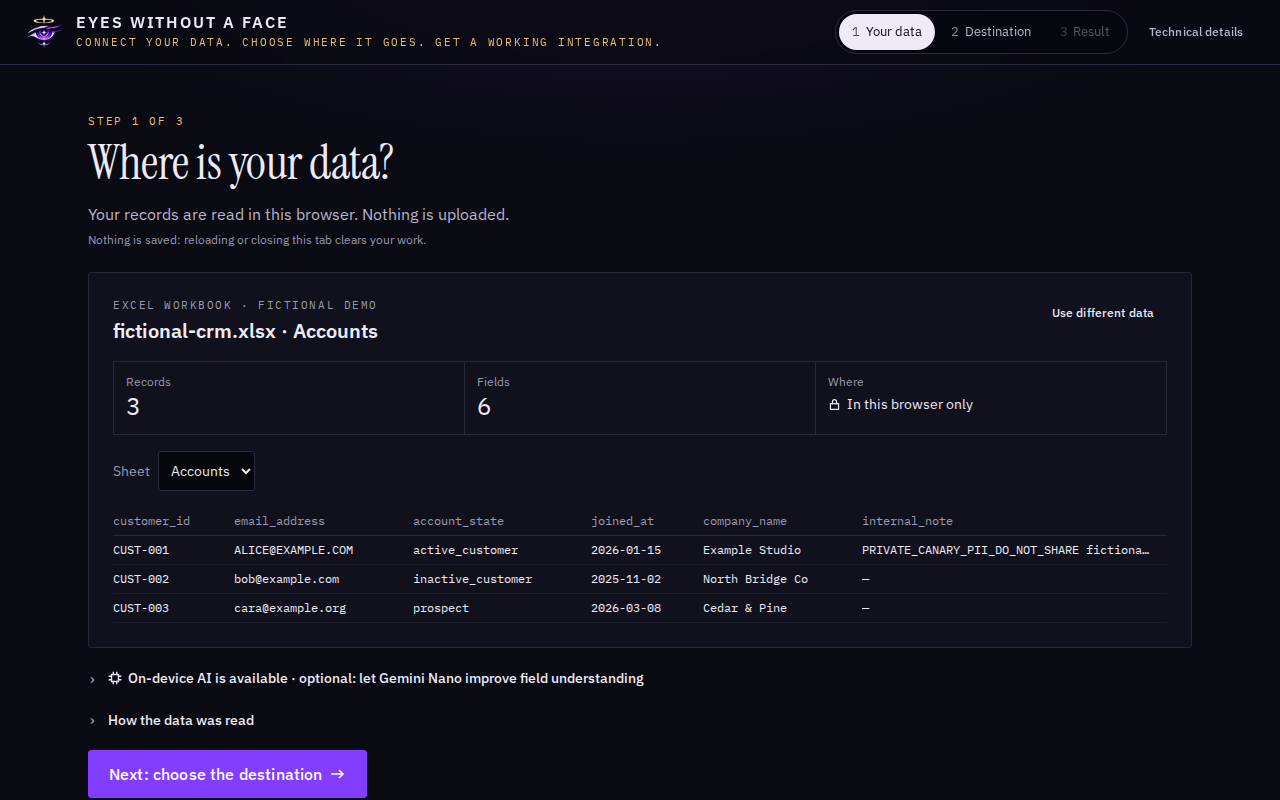 EYES WITHOUT A FACE
CONNECT YOUR DATA. CHOOSE WHERE IT GOES. GET A WORKING INTEGRATION.
1 Your data 2 Destination 3 Result Technical details
STEP 1 OF 3
Where is your data?
Your records are read in this browser. Nothing is uploaded.
Nothing is saved: reloading or closing this tab clears your work.
EXCEL WORKBOOK · FICTIONAL DEMO
fictional-crm.xlsx · Accounts
Use different data
Records Fields Where
3 6 In this browser only
Sheet Accounts
customer_id email_address account_state joined_at company_name internal_note
CUST-001 ALICE@EXAMPLE.COM active_customer 2026-01-15 Example Studio PRIVATE_CANARY_PII_DO_NOT_SHARE fictiona…
CUST-002 bob@example.com inactive_customer 2025-11-02 North Bridge Co —
CUST-003 cara@example.org prospect 2026-03-08 Cedar & Pine —
› On-device AI is available · optional: let Gemini Nano improve field understanding
› How the data was read
Next: choose the destination →